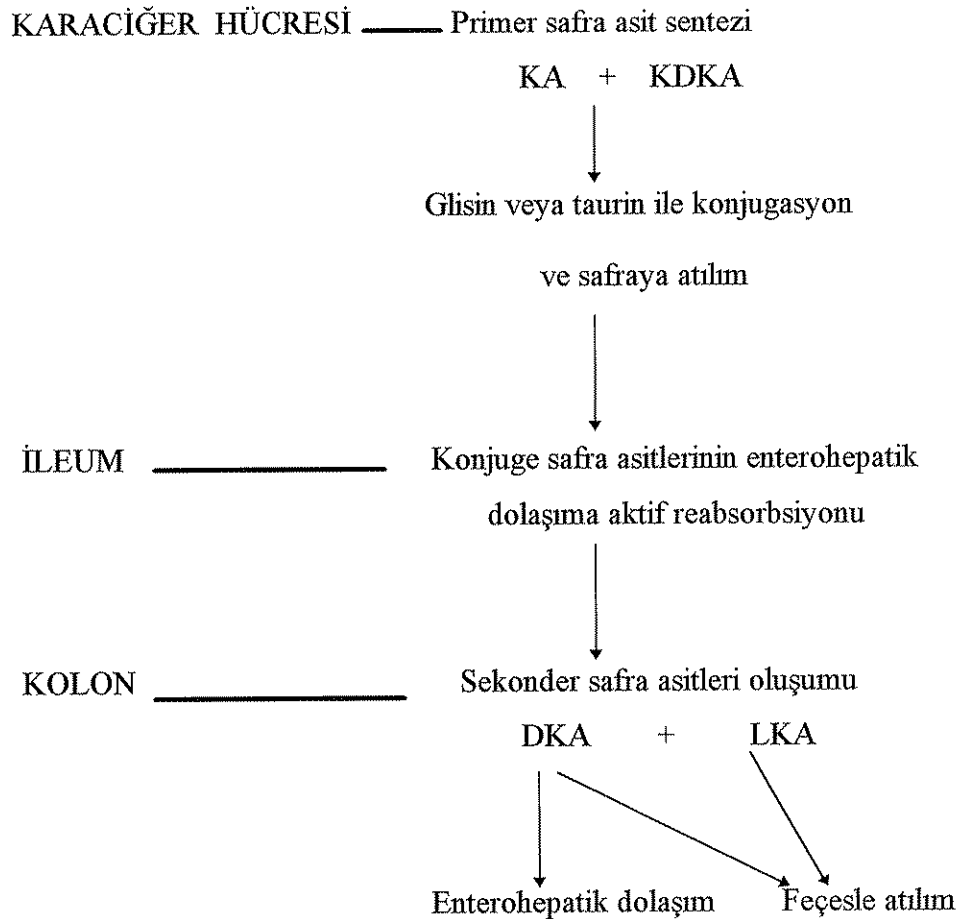 KARACİĞER HÜCRESİ Primer safra asit sentezi
KA + KDKA
Glisin veya taurin ile konjugasyon
ve safraya atılım
İLEUM Konjuge safra asitlerinin enterohepatik
dolaşıma aktif reabsorbsiyonu
KOLON Sekonder safra asitleri oluşumu
DKA + LKA
Enterohepatik dolaşım Feçesle atılım